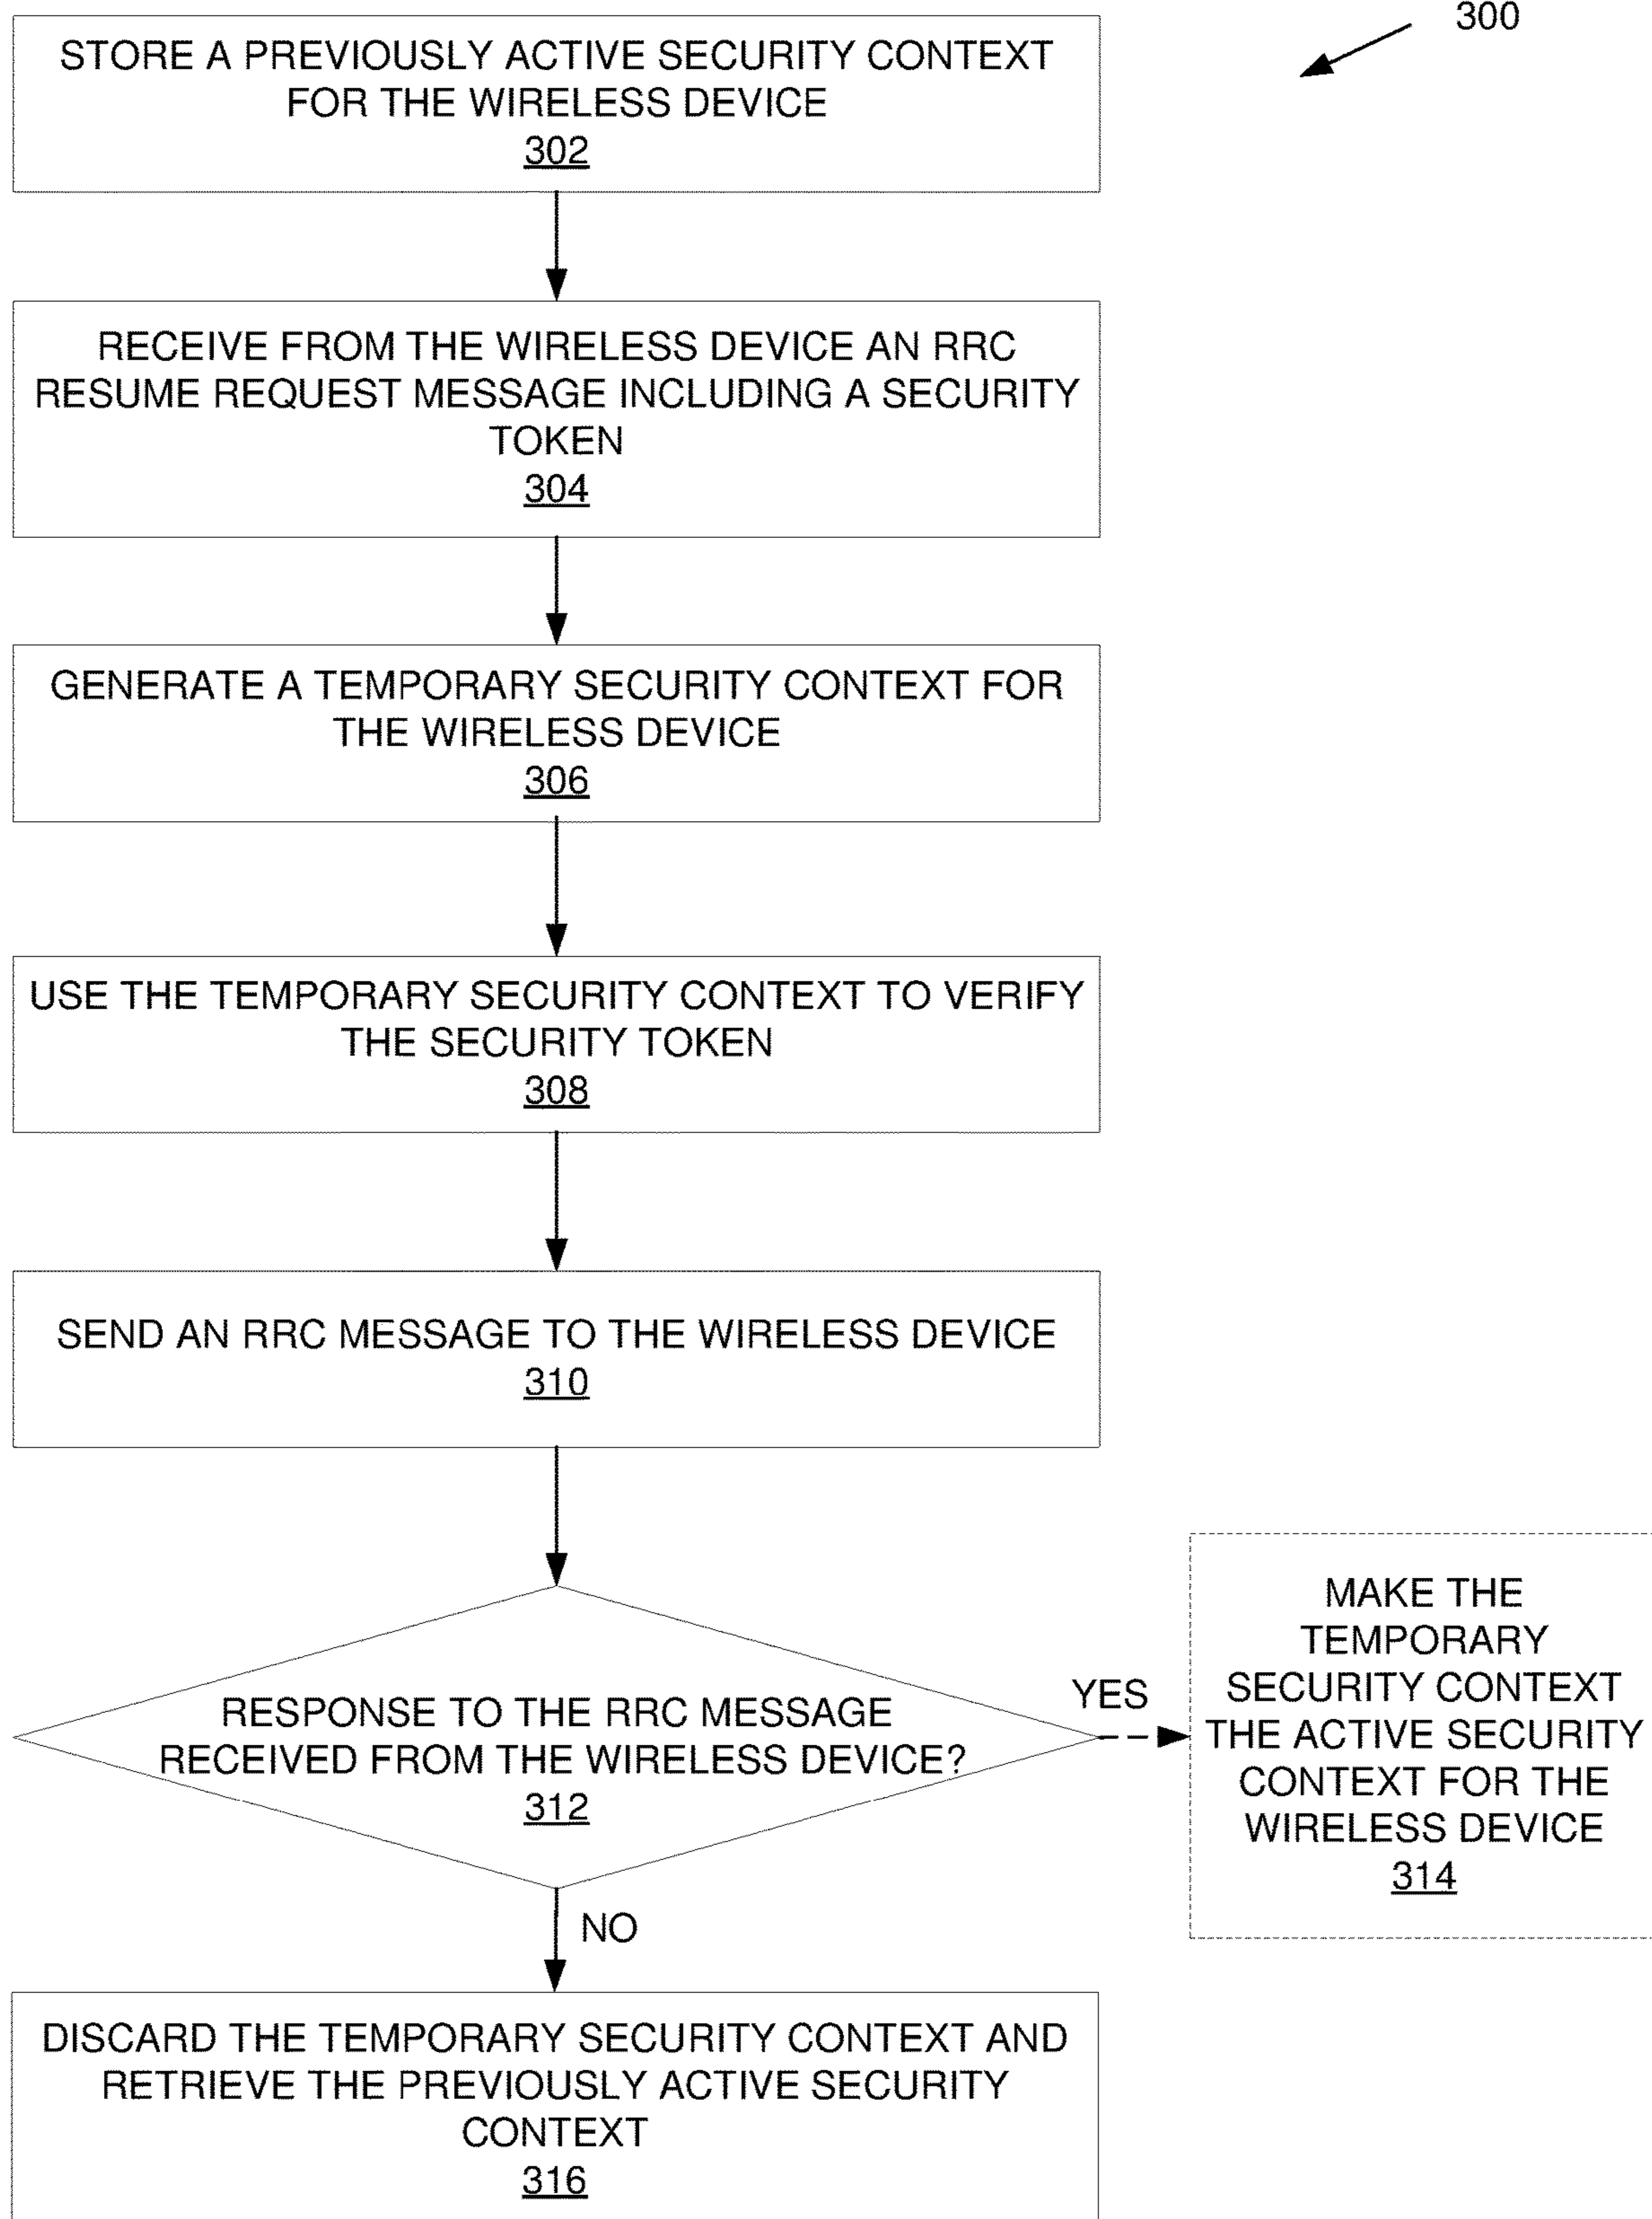 300
STORE A PREVIOUSLY ACTIVE SECURITY CONTEXT
FOR THE WIRELESS DEVICE
302
RECEIVE FROM THE WIRELESS DEVICE AN RRC
RESUME REQUEST MESSAGE INCLUDING A SECURITY
TOKEN
304
GENERATE A TEMPORARY SECURITY CONTEXT FOR
THE WIRELESS DEVICE
306
USE THE TEMPORARY SECURITY CONTEXT TO VERIFY
THE SECURITY TOKEN
308
SEND AN RRC MESSAGE TO THE WIRELESS DEVICE
310
RESPONSE TO THE RRC MESSAGE
RECEIVED FROM THE WIRELESS DEVICE?
312
YES
MAKE THE
TEMPORARY
SECURITY CONTEXT
THE ACTIVE SECURITY
CONTEXT FOR THE
WIRELESS DEVICE
314
NO
DISCARD THE TEMPORARY SECURITY CONTEXT AND
RETRIEVE THE PREVIOUSLY ACTIVE SECURITY
CONTEXT
316